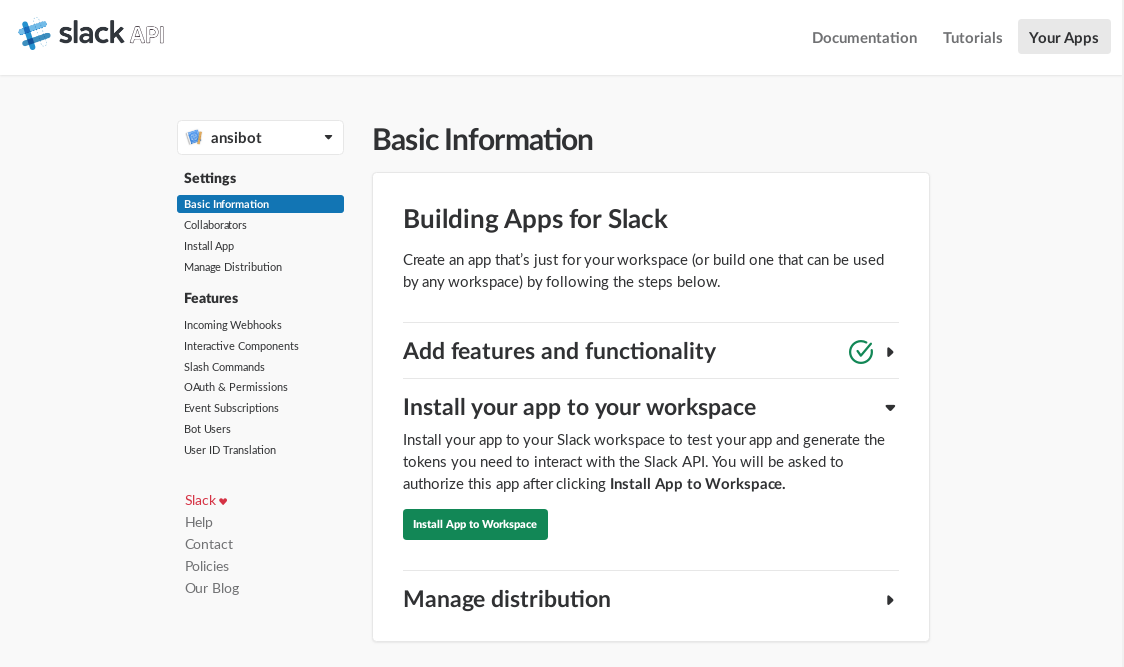 slack API
Documentation
Tutorials
Your Apps
ansibot
Settings
Basic Information
Collaborators
Install App
Manage Distribution
Features
Incoming Webhooks
Interactive Components
Slash Commands
OAuth & Permissions
Event Subscriptions
Bot Users
User ID Translation
Slack
Help
Contact
Policies
Our Blog
Basic Information
Building Apps for Slack
Create an app that’s just for your workspace (or build one that can be used
by any workspace) by following the steps below.
Add features and functionality
Install your app to your workspace
Install your app to your Slack workspace to test your app and generate the
tokens you need to interact with the Slack API. You will be asked to
authorize this app after clicking Install App to Workspace.
Install App to Workspace
Manage distribution